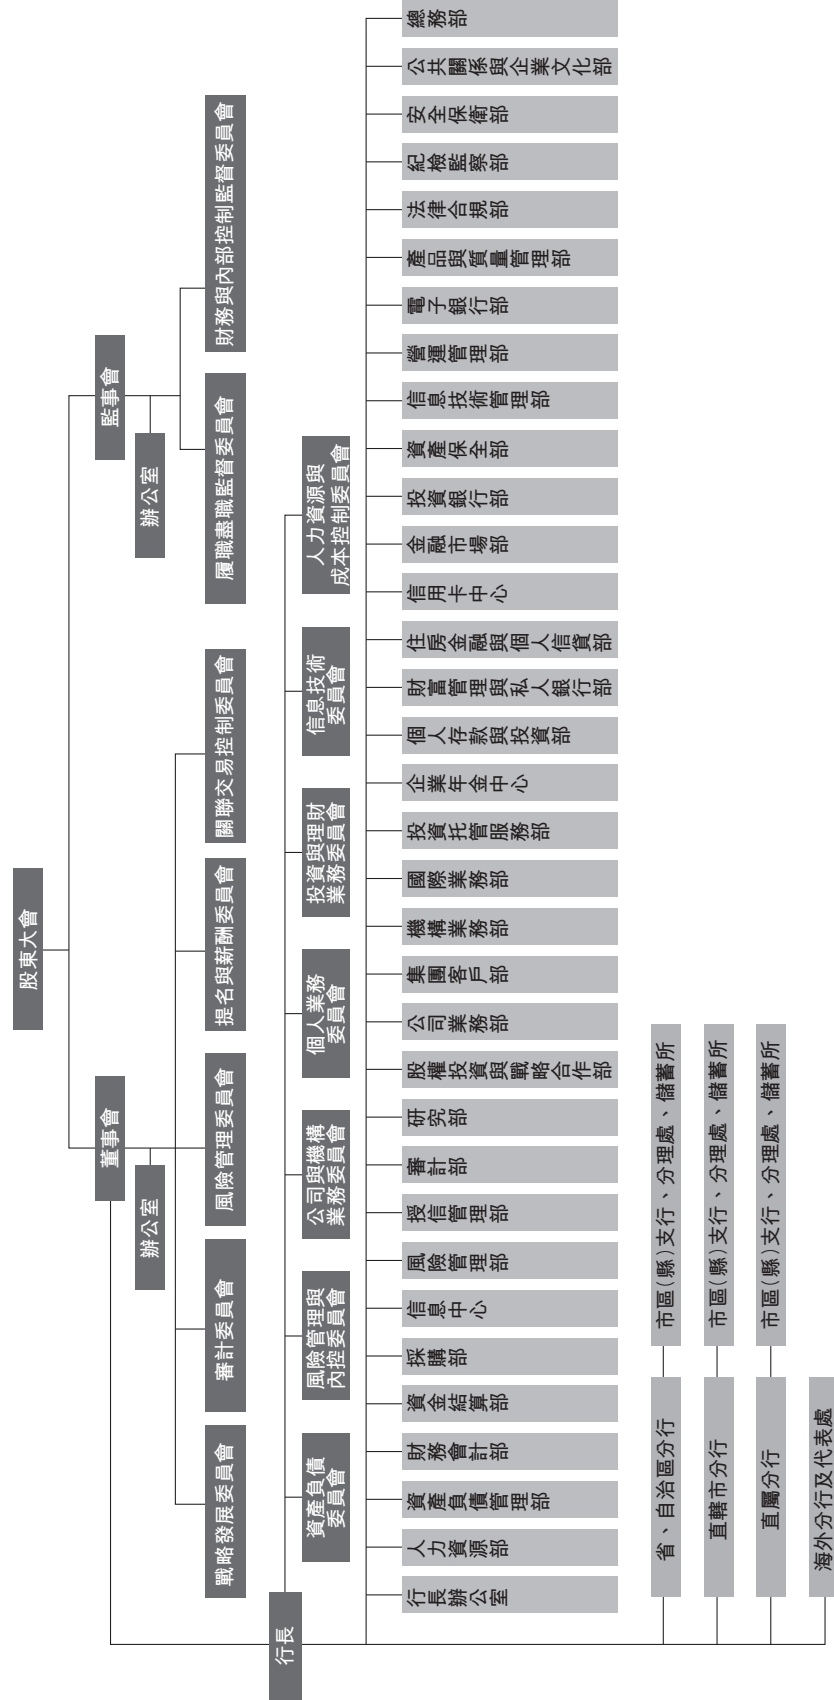 股東大會
董事會
監事會
辦公室
辦公室
戰略發展委員會
審計委員會
風險管理委員會
提名與薪酬委員會
關聯交易控制委員會
履職盡職監督委員會
財務與內部控制監督委員會
行長
資產負債
委員會
風險管理與
內控委員會
公司與機構
業務委員會
個人業務
委員會
投資與理財
業務委員會
信息技術
委員會
人力資源與
成本控制委員會
行長辦公室
人力資源部
資產負債管理部
財務會計部
資金結算部
採購部
信息中心
風險管理部
授信管理部
審計部
研究部
股權投資與戰略合作部
公司業務部
集團客戶部
機構業務部
國際業務部
投資托管服務部
企業年金中心
個人存款與投資部
財富管理與私人銀行部
住房金融與個人信貸部
信用卡中心
金融市場部
投資銀行部
資產保全部
信息技術管理部
營運管理部
電子銀行部
產品與質量管理部
法律合規部
紀檢監察部
安全保衛部
公共關係與企業文化部
總務部
省、自治區分行
市區(縣)支行、分理處、儲蓄所
直轄市分行
市區(縣)支行、分理處、儲蓄所
直屬分行
市區(縣)支行、分理處、儲蓄所
海外分行及代表處